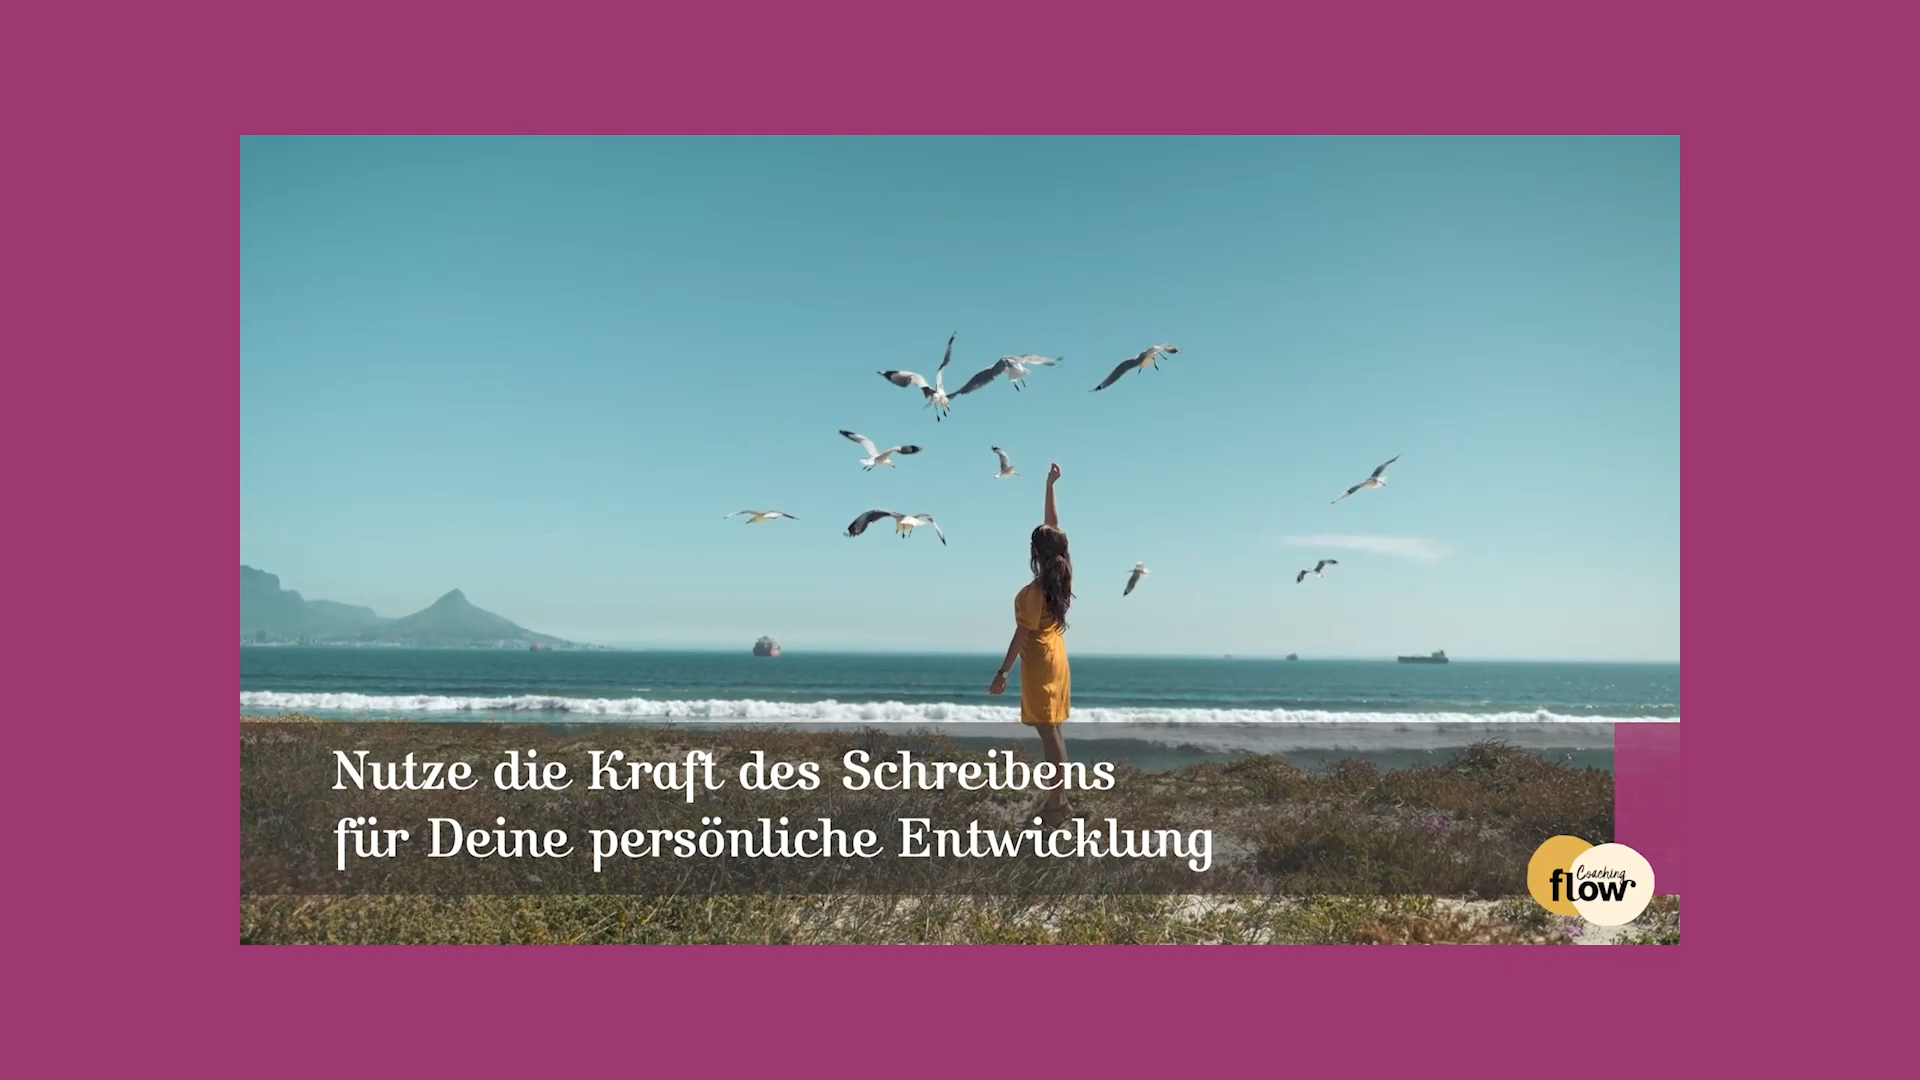 Nutze die Kraft des Schreibens
für Deine persönliche Entwicklung
Coaching
flow